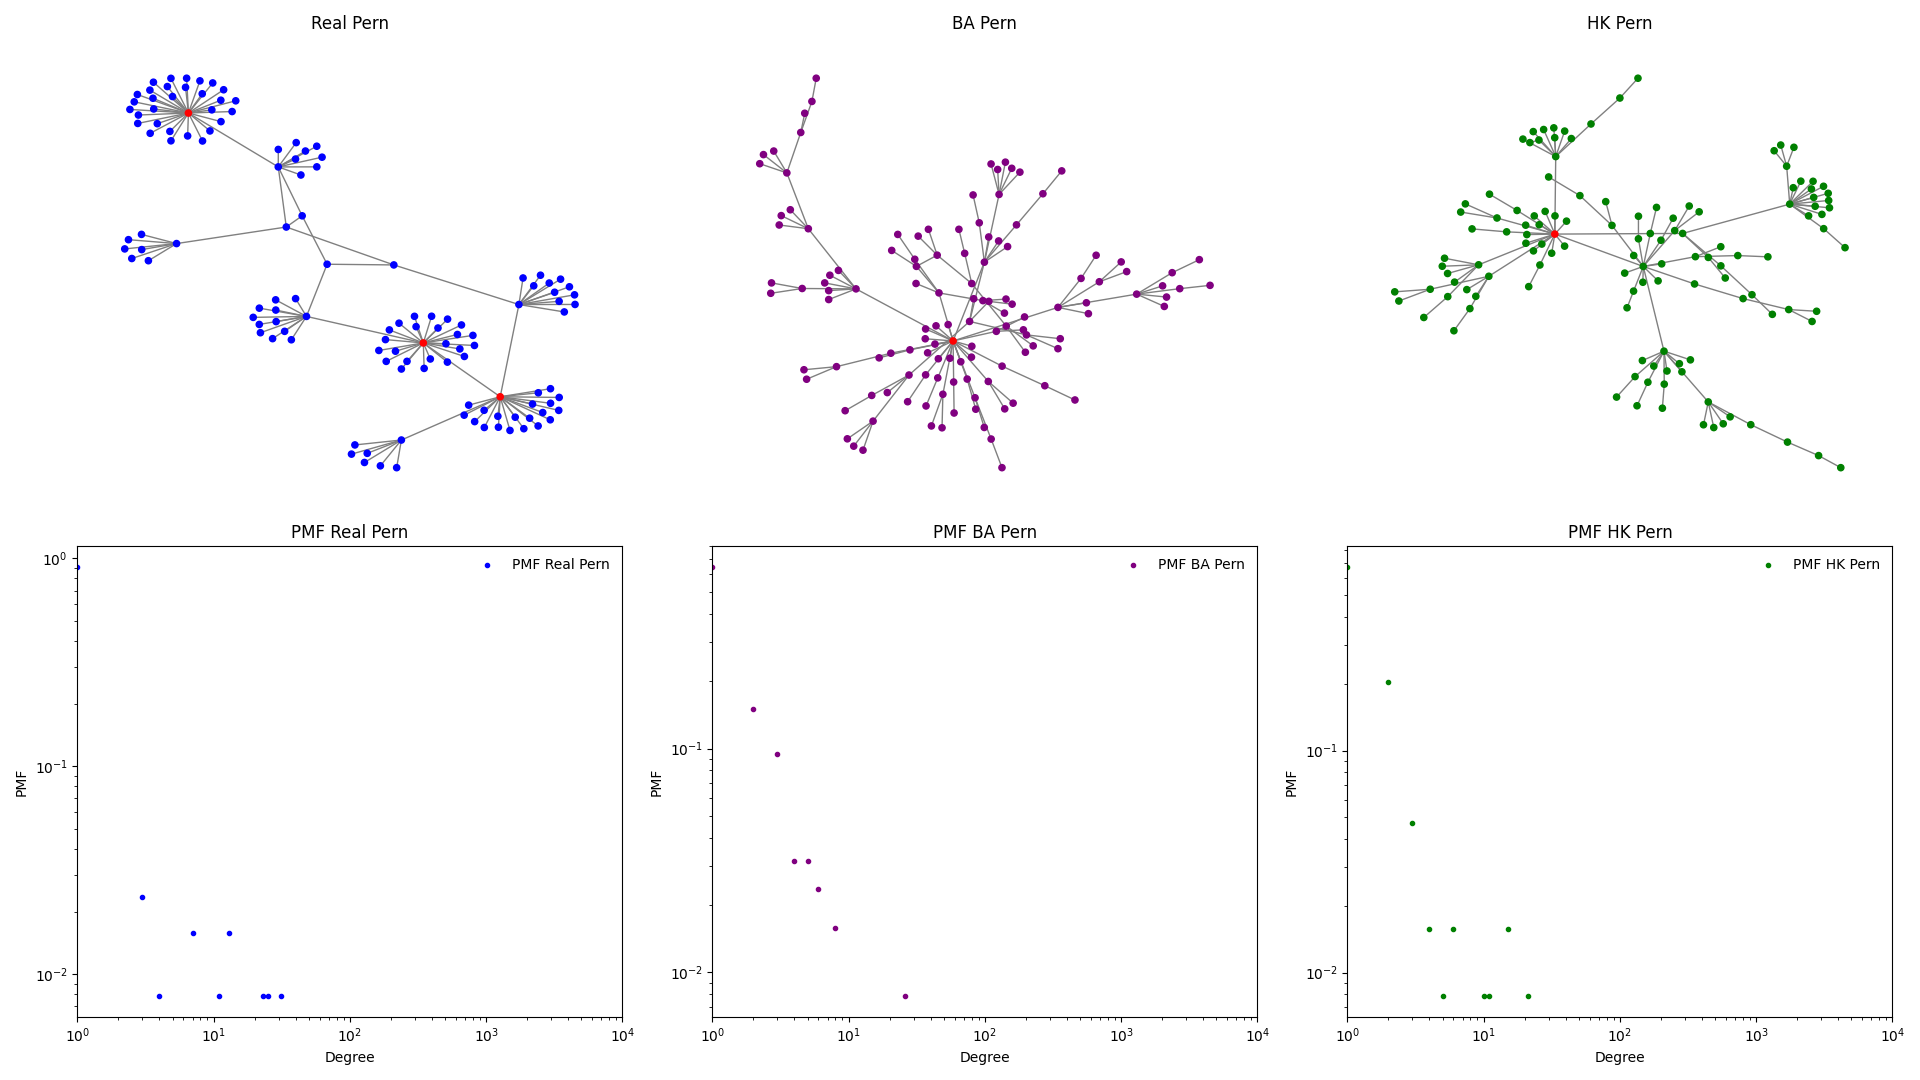 Real Pern
BA Pern
HK Pern
PMF Real Pern
PMF BA Pern
PMF HK Pern
PMF Real Pern
PMF BA Pern
PMF HK Pern
10⁰
10⁻¹
10⁻²
PMF
10⁻¹
10⁻²
PMF
10⁻¹
10⁻²
PMF
10⁰ 10¹ 10² 10³ 10⁴
10⁰ 10¹ 10² 10³ 10⁴
10⁰ 10¹ 10² 10³ 10⁴
Degree
Degree
Degree